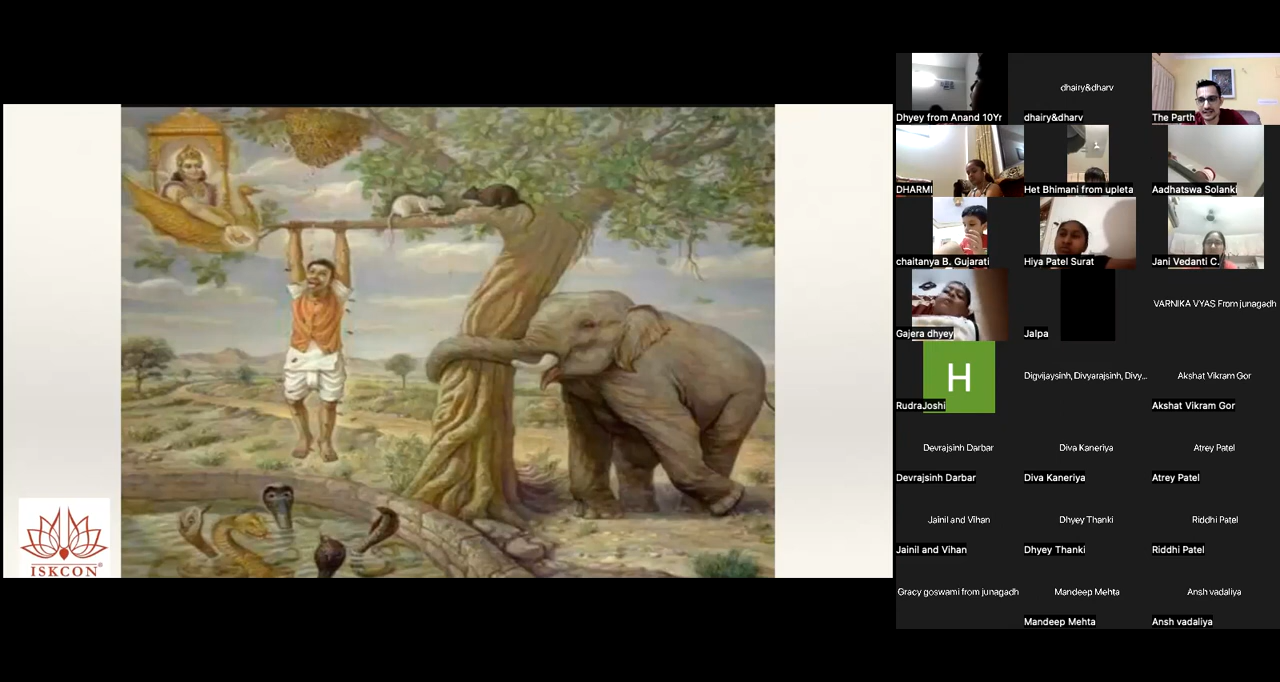 ISKCON®
Dhyey from Anand 10Yr
dhairy&dharv
dhairy&dharv
The Parth
DHARMI
Het Bhimani from upleta
Aadhatswa Solanki
chaitanya B. Gujarati
Hiya Patel Surat
Jani Vedanti C.
Gajera dhyey
Jalpa
VARNIKA VYAS From junagadh
H
RudraJoshi
Digvijaysinh, Divyarajsinh, Divy...
Akshat Vikram Gor
Akshat Vikram Gor
Devrajsinh Darbar
Devrajsinh Darbar
Diva Kaneriya
Diva Kaneriya
Atrey Patel
Atrey Patel
Jainil and Vihan
Jainil and Vihan
Dhyey Thanki
Dhyey Thanki
Riddhi Patel
Riddhi Patel
Gracy goswami from junagadh
Mandeep Mehta
Mandeep Mehta
Ansh vadaliya
Ansh vadaliya